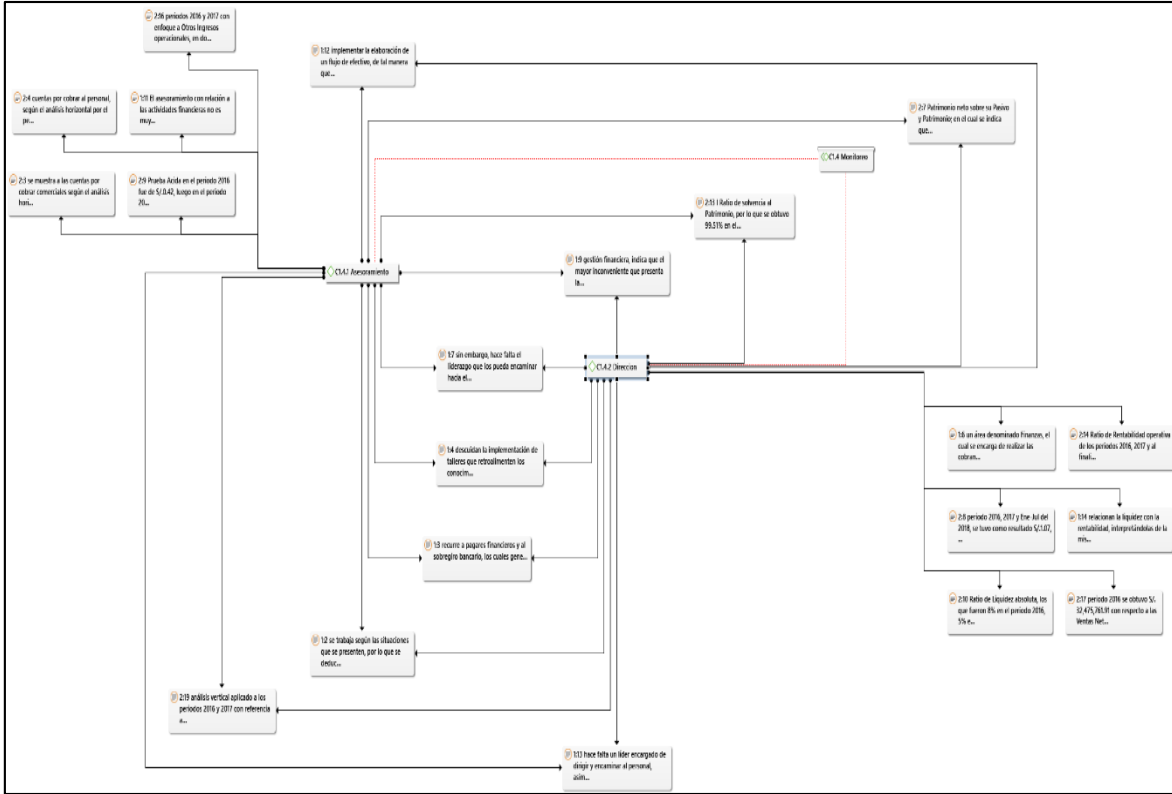 2:16 periodos 2016 y 2017 con
enfoque a Otros Ingresos
operacionales, en do...
1:12 implementar la elaboración de
un flujo de efectivo, de tal manera
que...
2:4 cuentas por cobrar al personal,
según el análisis horizontal por el
pe...
1:11 El asesoramiento con relación a
las actividades financieras no es
muy...
2:7 Patrimonio neto sobre su Pasivo
y Patrimonio; en el cual se indica
que...
C1.4 Monitoreo
2:3 se muestra a las cuentas por
cobrar comerciales según el análisis
hori...
2:9 Prueba Acida en el periodo 2016
fue de S/.0.42, luego en el periodo
20...
2:13 l Ratio de solvencia al
Patrimonio, por lo que se obtuvo
99.51% en el...
C1.4.1 Asesoramiento
1:9 gestión financiera, indica que el
mayor inconveniente que presenta
la...
1:7 sin embargo, hace falta el
liderazgo que los pueda encaminar
hacia el...
C1.4.2 Direccion
1:6 un área denominado Finanzas, el
cual se encarga de realizar las
cobran...
2:14 Ratio de Rentabilidad operativa
de los periodos 2016, 2017 y al
finali...
1:4 descuidan la implementación de
talleres que retroalimenten los
conocim...
2:8 periodo 2016, 2017 y Ene-Jul del
2018, se tuvo como resultado S/.1.07,
...
1:14 relacionan la liquidez con la
rentabilidad, interpretándolas de la
mis...
1:3 recurre a pagares financieros y al
sobregiro bancario, los cuales gene...
2:10 Ratio de Liquidez absoluta, los
que fueron 8% en el periodo 2016,
5% e...
2:17 periodo 2016 se obtuvo S/.
32,475,761.91 con respecto a las
Ventas Net...
1:2 se trabaja según las situaciones
que se presenten, por lo que se
deduc...
2:19 análisis vertical aplicado a los
periodos 2016 y 2017 con referencia
a...
1:13 hace falta un líder encargado de
dirigir y encaminar al personal,
asim...